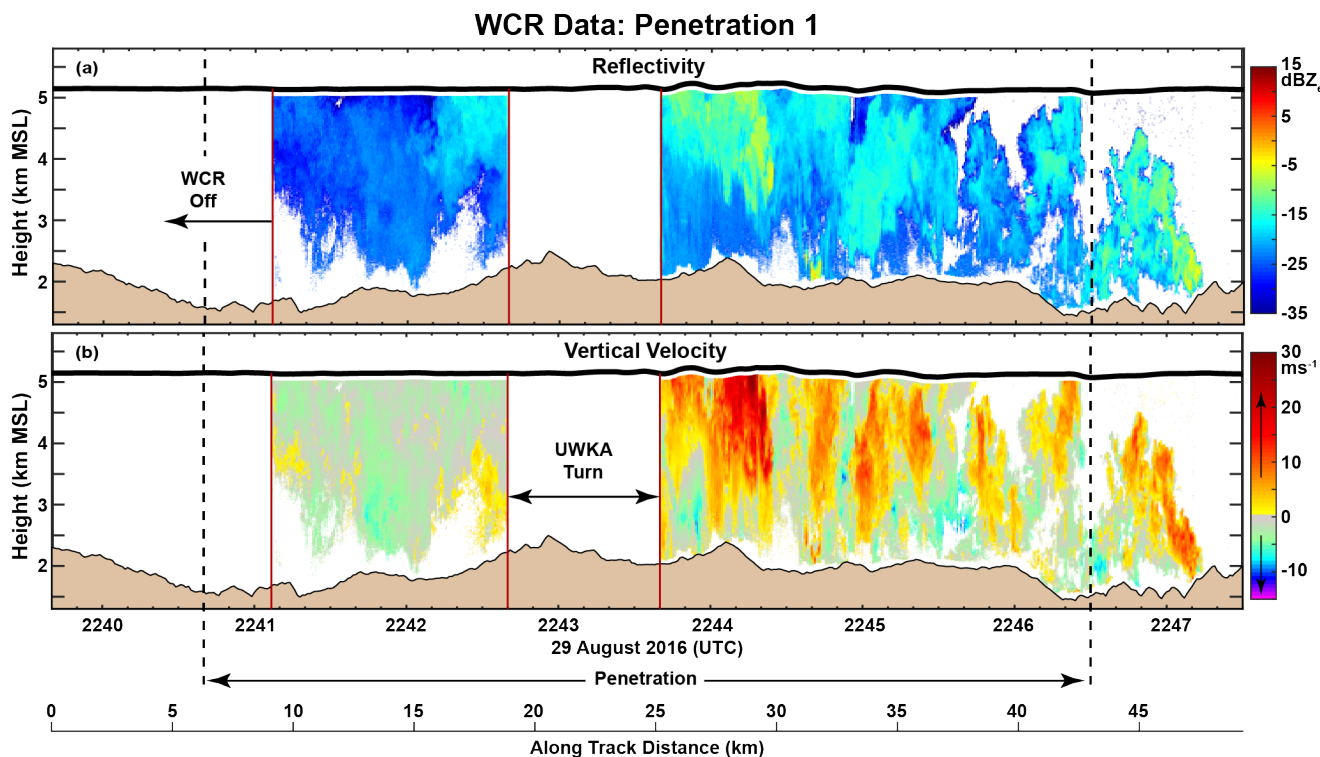 WCR Data: Penetration 1
(a)
Reflectivity
15
dBZe
5
-5
-15
-25
-35
5
4
3
2
Height (km MSL)
WCR
Off
(b)
Vertical Velocity
30
ms-1
20
10
0
-10
5
4
3
2
Height (km MSL)
UWKA
Turn
2240 2241 2242 2243 2244 2245 2246 2247
29 August 2016 (UTC)
Penetration
0 5 10 15 20 25 30 35 40 45
Along Track Distance (km)